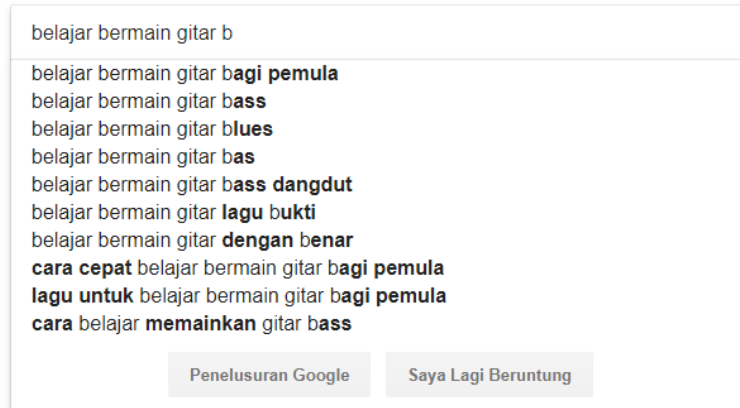 belajar bermain gitar b
belajar bermain gitar bagi pemula
belajar bermain gitar bass
belajar bermain gitar blues
belajar bermain gitar bas
belajar bermain gitar bass dangdut
belajar bermain gitar lagu bukti
belajar bermain gitar dengan benar
cara cepat belajar bermain gitar bagi pemula
lagu untuk belajar bermain gitar bagi pemula
cara belajar memainkan gitar bass
Penelusuran Google Saya Lagi Beruntung